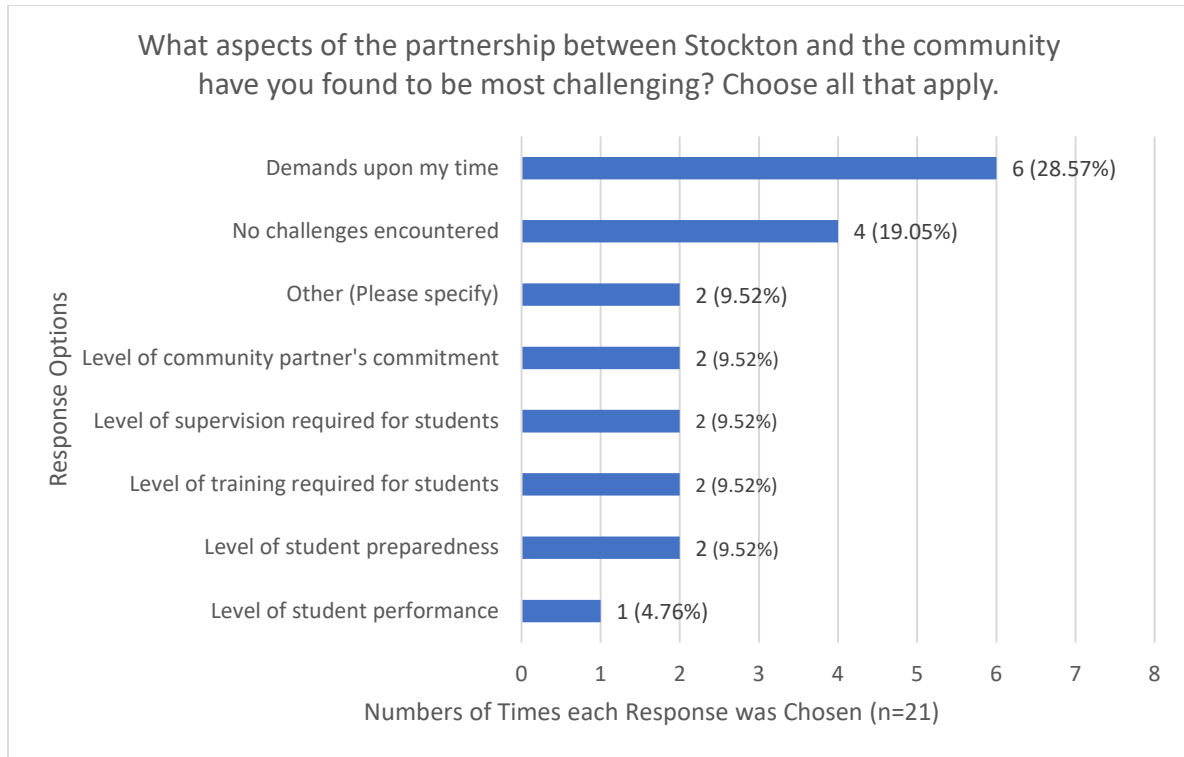 What aspects of the partnership between Stockton and the community
have you found to be most challenging? Choose all that apply.
Response Options
Demands upon my time 6 (28.57%)
No challenges encountered 4 (19.05%)
Other (Please specify) 2 (9.52%)
Level of community partner's commitment 2 (9.52%)
Level of supervision required for students 2 (9.52%)
Level of training required for students 2 (9.52%)
Level of student preparedness 2 (9.52%)
Level of student performance 1 (4.76%)
0 1 2 3 4 5 6 7 8
Numbers of Times each Response was Chosen (n=21)